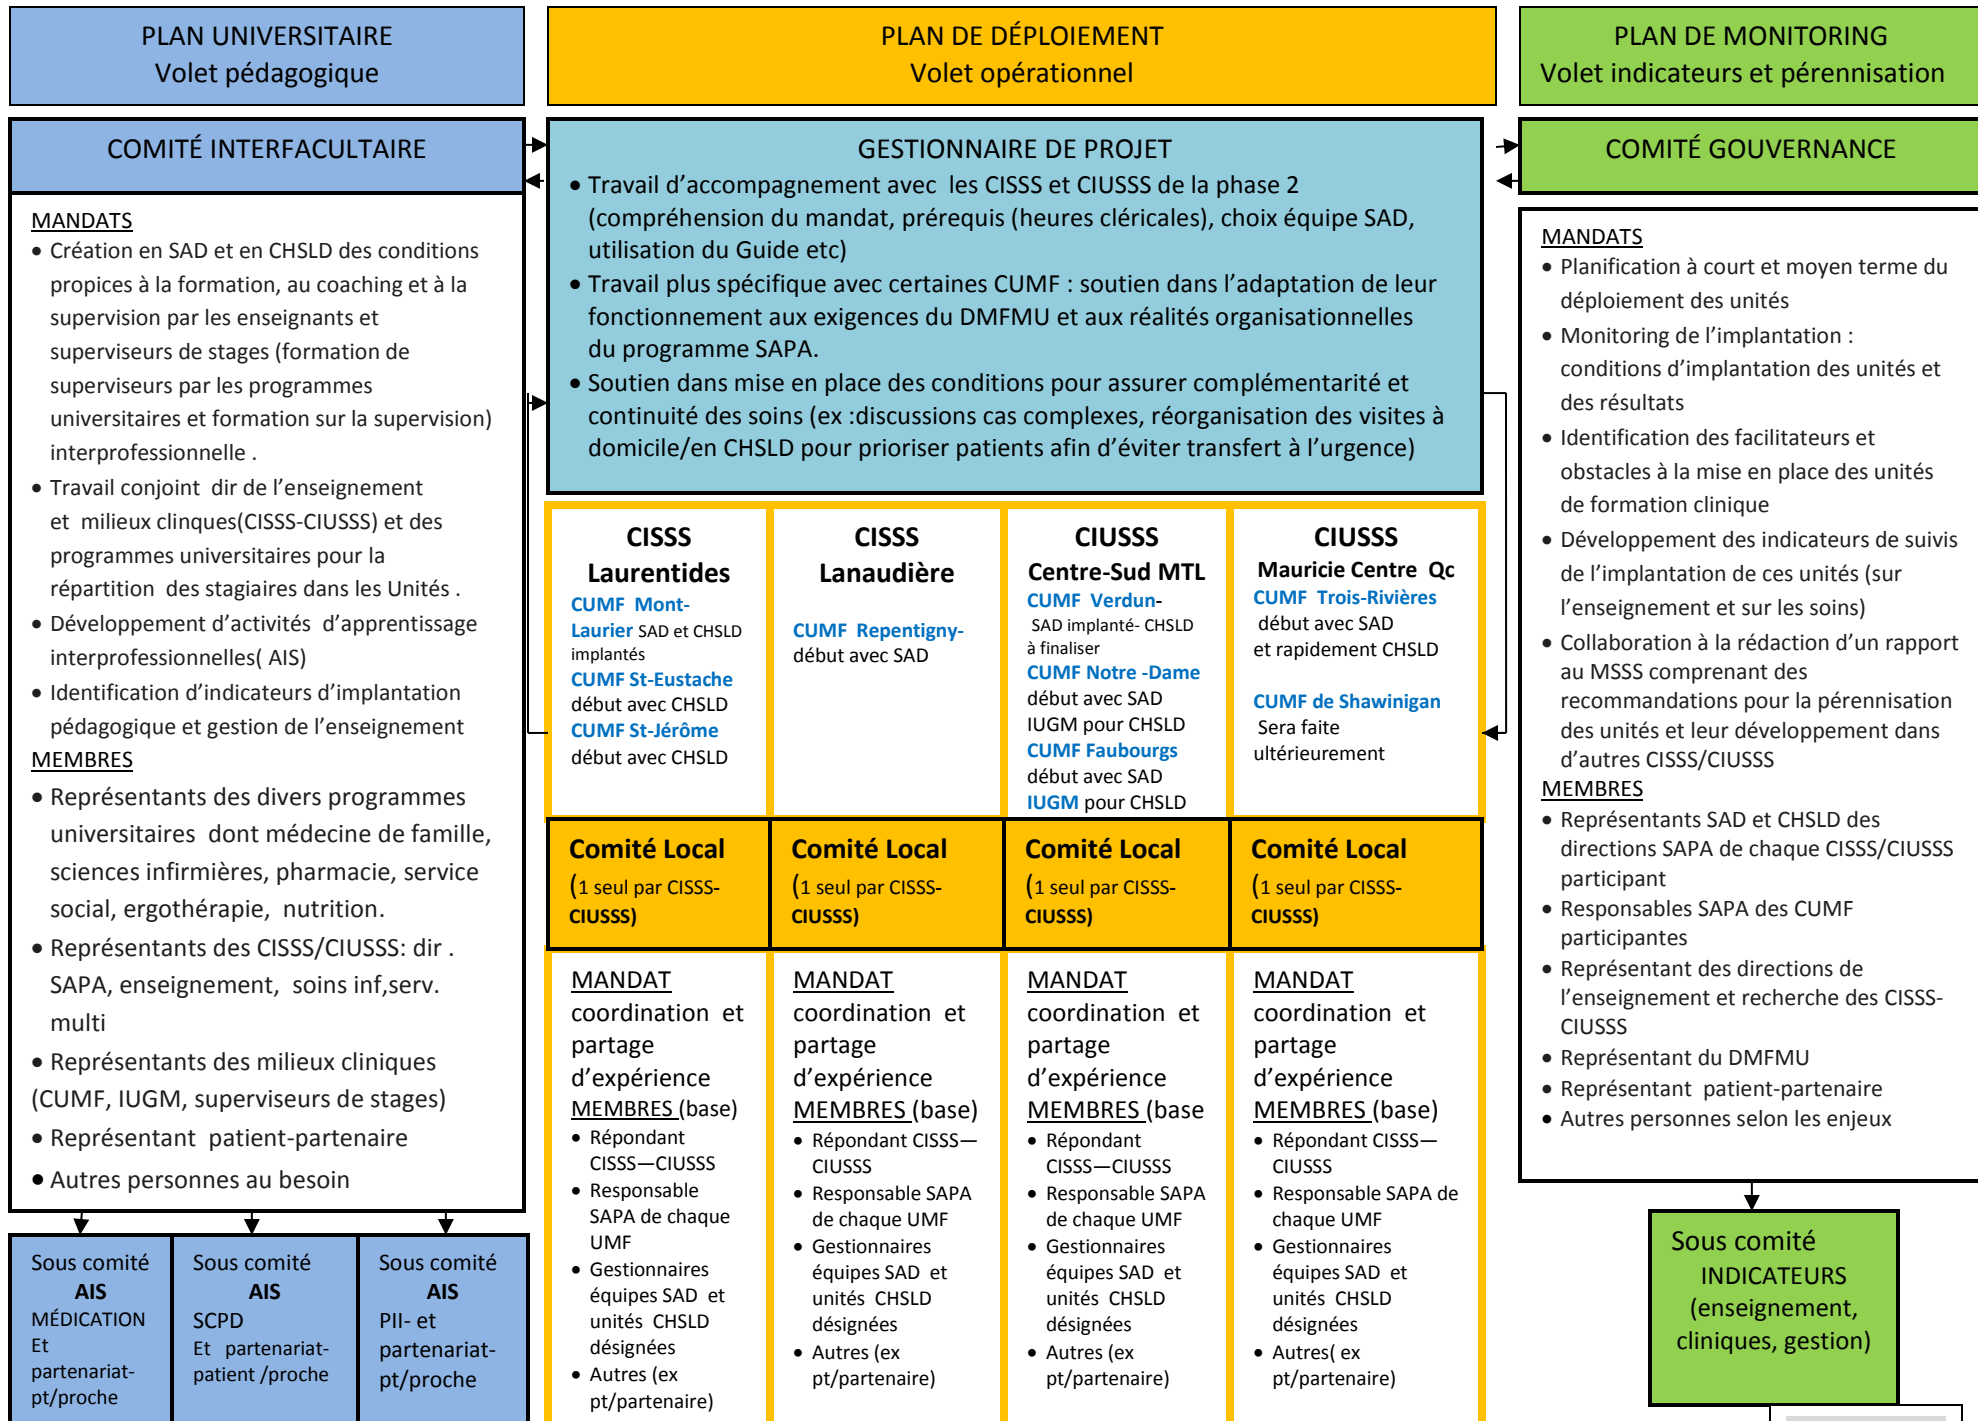 PLAN UNIVERSITAIRE
Volet pédagogique
PLAN DE DÉPLOIEMENT
Volet opérationnel
PLAN DE MONITORING
Volet indicateurs et pérennisation
COMITÉ INTERFACULTAIRE
MANDATS
• Création en SAD et en CHSLD des conditions
propices à la formation, au coaching et à la
supervision par les enseignants et
superviseurs de stages (formation de
superviseurs par les programmes
universitaires et formation sur la supervision)
interprofessionnelle .
• Travail conjoint dir de l'enseignement
et milieux clinques(CISSS-CIUSSS) et des
programmes universitaires pour la
répartition des stagiaires dans les Unités .
• Développement d'activités d'apprentissage
interprofessionnelles( AIS)
• Identification d'indicateurs d'implantation
pédagogique et gestion de l'enseignement
MEMBRES
• Représentants des divers programmes
universitaires dont médecine de famille,
sciences infirmières, pharmacie, service
social, ergothérapie, nutrition.
• Représentants des CISSS/CIUSSS: dir .
SAPA, enseignement, soins inf,serv.
multi
• Représentants des milieux cliniques
(CUMF, IUGM, superviseurs de stages)
• Représentant patient-partenaire
• Autres personnes au besoin
Sous comité
AIS
MÉDICATION
Et
partenariat-
pt/proche
Sous comité
AIS
SCPD
Et partenariat-
patient /proche
Sous comité
AIS
PII- et
partenariat-
pt/proche
GESTIONNAIRE DE PROJET
• Travail d'accompagnement avec les CISSS et CIUSSS de la phase 2
(compréhension du mandat, prérequis (heures cléricales), choix équipe SAD,
utilisation du Guide etc)
• Travail plus spécifique avec certaines CUMF : soutien dans l'adaptation de leur
fonctionnement aux exigences du DMFMU et aux réalités organisationnelles
du programme SAPA.
• Soutien dans mise en place des conditions pour assurer complémentarité et
continuité des soins (ex :discussions cas complexes, réorganisation des visites à
domicile/en CHSLD pour prioriser patients afin d'éviter transfert à l'urgence)
CISSS
Laurentides
CUMF Mont-
Laurier SAD et CHSLD
implantés
CUMF St-Eustache
début avec CHSLD
CUMF St-Jérôme
début avec CHSLD
CISSS
Lanaudière
CUMF Repentigny-
début avec SAD
CIUSSS
Centre-Sud MTL
CUMF Verdun-
SAD implanté- CHSLD
à finaliser
CUMF Notre -Dame
début avec SAD
IUGM pour CHSLD
CUMF Faubourgs
début avec SAD
IUGM pour CHSLD
CIUSSS
Mauricie Centre Qc
CUMF Trois-Rivières
début avec SAD
et rapidement CHSLD
CUMF de Shawinigan
Sera faite
ultérieurement
Comité Local
(1 seul par CISSS-
CIUSSS)
Comité Local
(1 seul par CISSS-
CIUSSS)
Comité Local
(1 seul par CISSS-
CIUSSS)
Comité Local
(1 seul par CISSS-
CIUSSS)
MANDAT
coordination et
partage
d'expérience
MEMBRES (base)
• Répondant
CISSS—CIUSSS
• Responsable
SAPA de chaque
UMF
• Gestionnaires
équipes SAD et
unités CHSLD
désignées
• Autres (ex
pt/partenaire)
MANDAT
coordination et
partage
d'expérience
MEMBRES (base)
• Répondant CISSS—
CIUSSS
• Responsable SAPA
de chaque UMF
• Gestionnaires
équipes SAD et
unités CHSLD
désignées
• Autres (ex
pt/partenaire)
MANDAT
coordination et
partage
d'expérience
MEMBRES (base
• Répondant
CISSS—CIUSSS
• Responsable SAPA
de chaque UMF
• Gestionnaires
équipes SAD et
unités CHSLD
désignées
• Autres (ex
pt/partenaire)
MANDAT
coordination et
partage
d'expérience
MEMBRES (base)
• Répondant CISSS—
CIUSSS
• Responsable SAPA de
chaque UMF
• Gestionnaires
équipes SAD et
unités CHSLD
désignées
• Autres( ex
pt/partenaire)
COMITÉ GOUVERNANCE
MANDATS
• Planification à court et moyen terme du
déploiement des unités
• Monitoring de l'implantation :
conditions d'implantation des unités et
des résultats
• Identification des facilitateurs et
obstacles à la mise en place des unités
de formation clinique
• Développement des indicateurs de suivis
de l'implantation de ces unités (sur
l'enseignement et sur les soins)
• Collaboration à la rédaction d'un rapport
au MSSS comprenant des
recommandations pour la pérennisation
des unités et leur développement dans
d'autres CISSS/CIUSSS
MEMBRES
• Représentants SAD et CHSLD des
directions SAPA de chaque CISSS/CIUSSS
participant
• Responsables SAPA des CUMF
participantes
• Représentant des directions de
l'enseignement et recherche des CISSS-
CIUSSS
• Représentant du DMFMU
• Représentant patient-partenaire
• Autres personnes selon les enjeux
Sous comité
INDICATEURS
(enseignement,
cliniques, gestion)